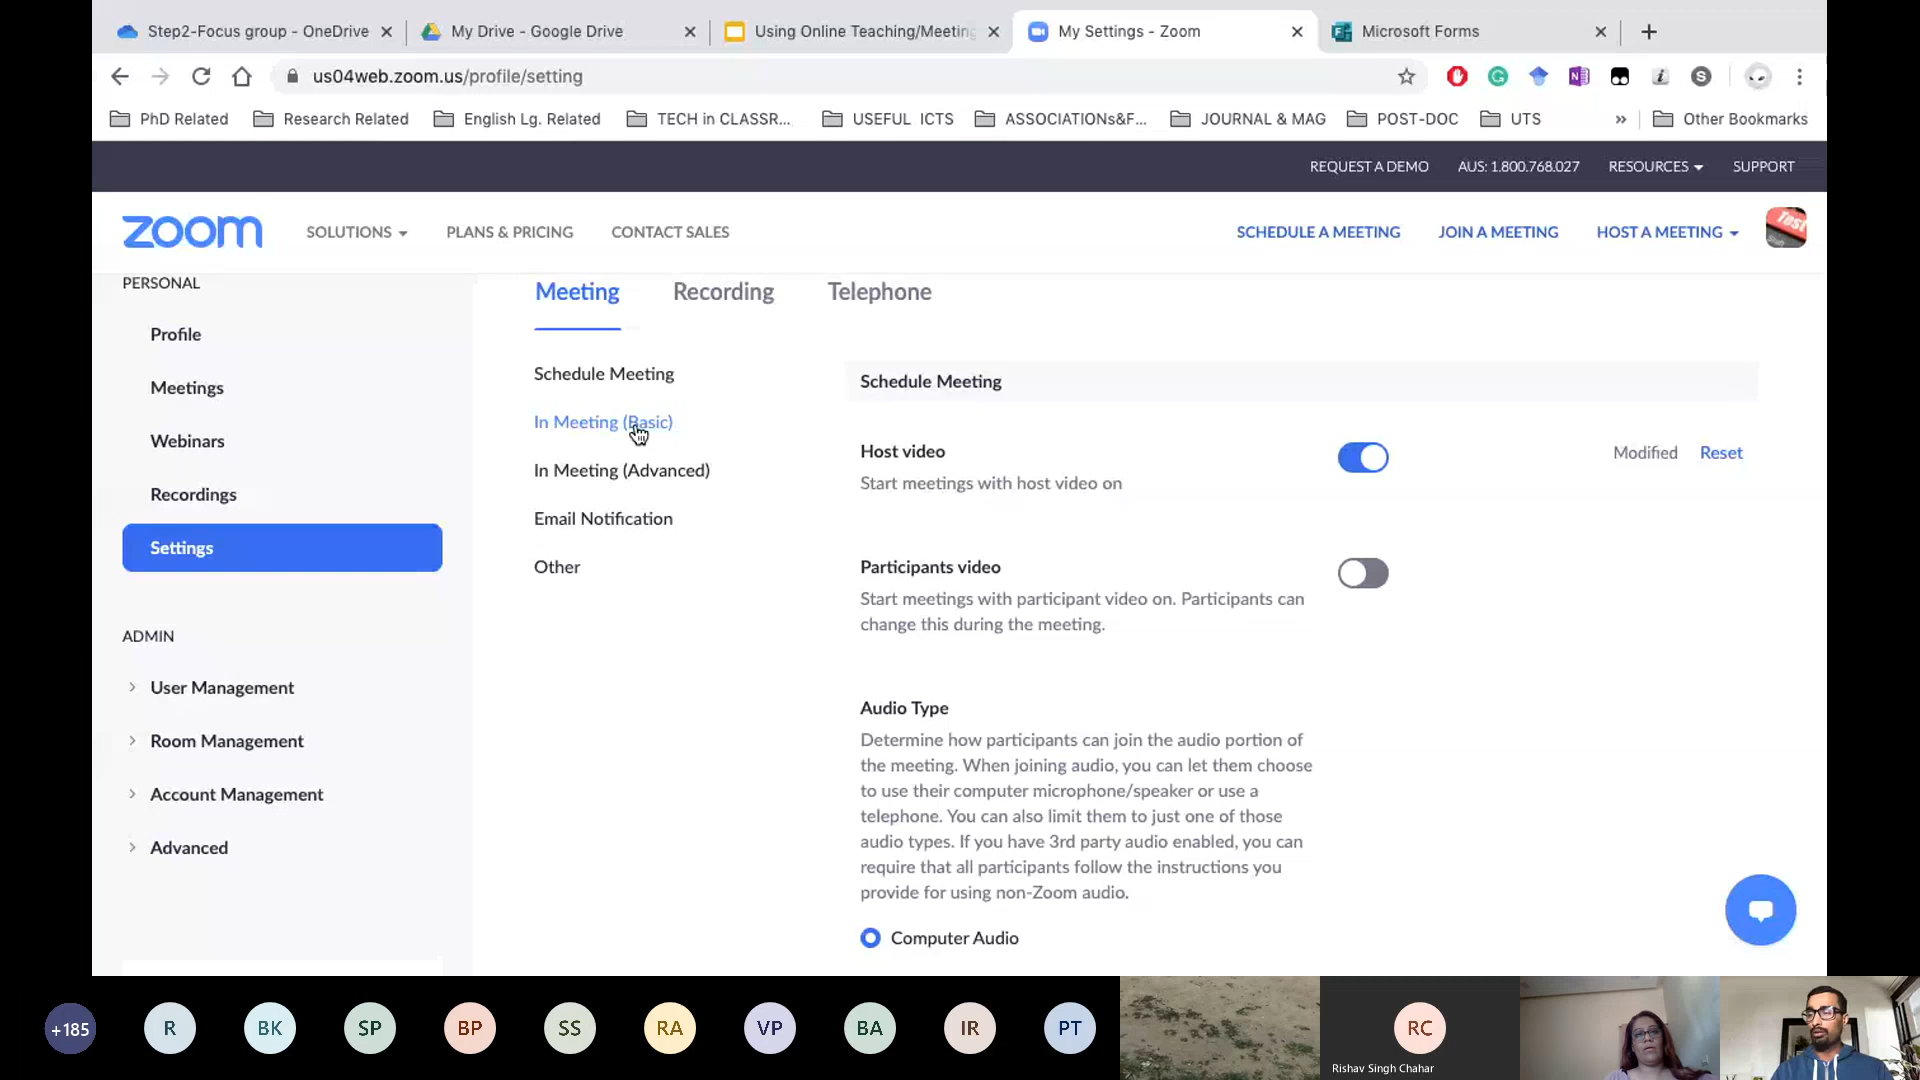 Step2-Focus group - OneDrive
My Drive - Google Drive
Using Online Teaching/Meeting
My Settings - Zoom
Microsoft Forms
us04web.zoom.us/profile/setting
PhD Related
Research Related
English Lg. Related
TECH in CLASSR...
USEFUL ICTS
ASSOCIATIONs&F...
JOURNAL & MAG
POST-DOC
UTS
»
Other Bookmarks
REQUEST A DEMO
AUS: 1.800.768.027
RESOURCES
SUPPORT
zoom
SOLUTIONS
PLANS & PRICING
CONTACT SALES
SCHEDULE A MEETING
JOIN A MEETING
HOST A MEETING
Test
PERSONAL
Profile
Meetings
Webinars
Recordings
Settings
ADMIN
User Management
Room Management
Account Management
Advanced
Meeting
Recording
Telephone
Schedule Meeting
In Meeting (Basic)
In Meeting (Advanced)
Email Notification
Other
Schedule Meeting
Host video
Start meetings with host video on
Modified
Reset
Participants video
Start meetings with participant video on. Participants can
change this during the meeting.
Audio Type
Determine how participants can join the audio portion of
the meeting. When joining audio, you can let them choose
to use their computer microphone/speaker or use a
telephone. You can also limit them to just one of those
audio types. If you have 3rd party audio enabled, you can
require that all participants follow the instructions you
provide for using non-Zoom audio.
Computer Audio
+185
R
BK
SP
BP
SS
RA
VP
BA
IR
PT
RC
Rishav Singh Chahar